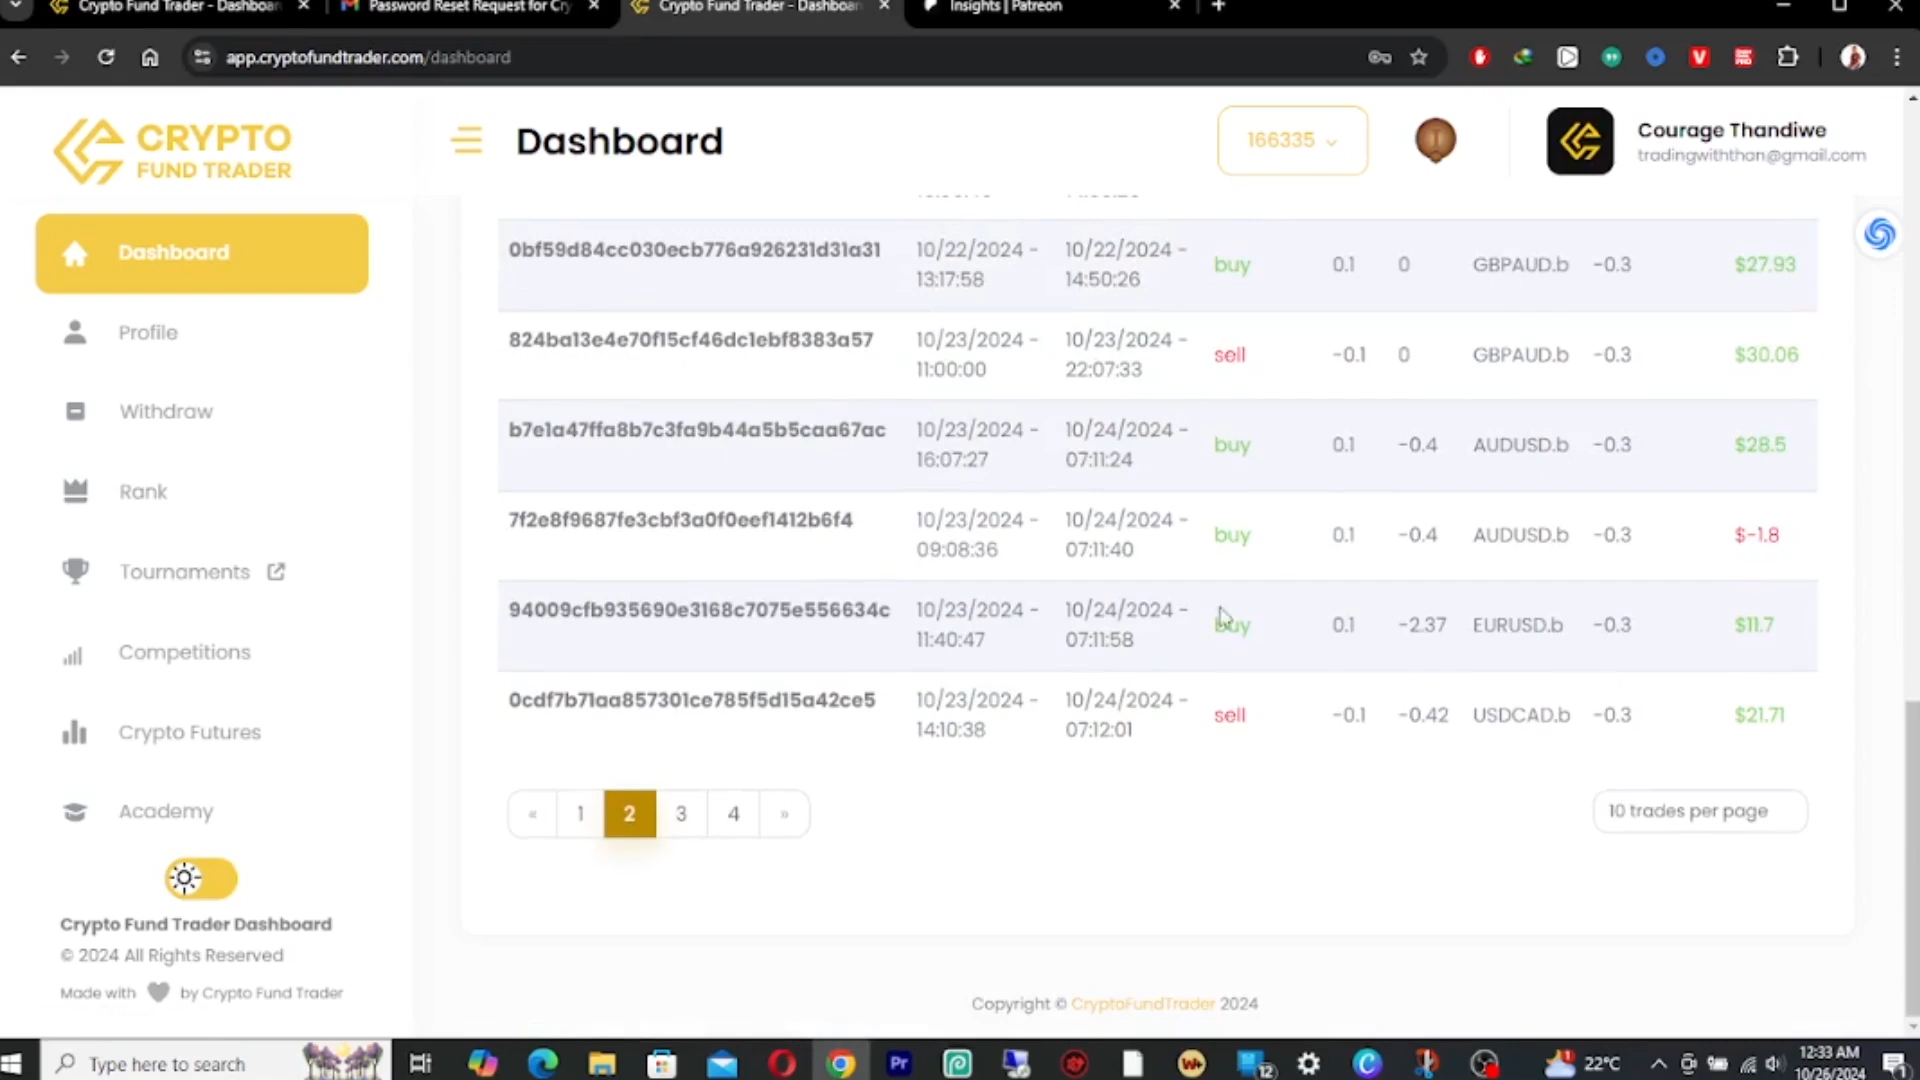 Crypto Fund Trader - Dashboard
Password Reset Request for Cry
Crypto Fund Trader - Dashboard
Insights | Patreon
app.cryptofundtrader.com/dashboard
CRYPTO
FUND TRADER
Dashboard
166335
Courage Thandiwe
tradingwiththan@gmail.com
Dashboard
Profile
Withdraw
Rank
Tournaments
Competitions
Crypto Futures
Academy
Crypto Fund Trader Dashboard
© 2024 All Rights Reserved
Made with by Crypto Fund Trader
0bf59d84cc030ecb776a926231d31a31 10/22/2024 - 13:17:58 10/22/2024 - 14:50:26 buy 0.1 0 GBPAUD.b -0.3 $27.93
824ba13e4e70f15cf46dc1ebf8383a57 10/23/2024 - 11:00:00 10/23/2024 - 22:07:33 sell -0.1 0 GBPAUD.b -0.3 $30.06
b7e1a47ffa8b7c3fa9b44a5b5caa67ac 10/23/2024 - 16:07:27 10/24/2024 - 07:11:24 buy 0.1 -0.4 AUDUSD.b -0.3 $28.5
7f2e8f9687fe3cbf3a0f0eef1412b6f4 10/23/2024 - 09:08:36 10/24/2024 - 07:11:40 buy 0.1 -0.4 AUDUSD.b -0.3 $-1.8
94009cfb935690e3168c7075e556634c 10/23/2024 - 11:40:47 10/24/2024 - 07:11:58 buy 0.1 -2.37 EURUSD.b -0.3 $11.7
0cdf7b71aa857301ce785f5d15a42ce5 10/23/2024 - 14:10:38 10/24/2024 - 07:12:01 sell -0.1 -0.42 USDCAD.b -0.3 $21.71
« 1 2 3 4 »
10 trades per page
Copyright © CryptoFundTrader 2024
Type here to search
Pr
12
22°C
12:33 AM
10/26/2024